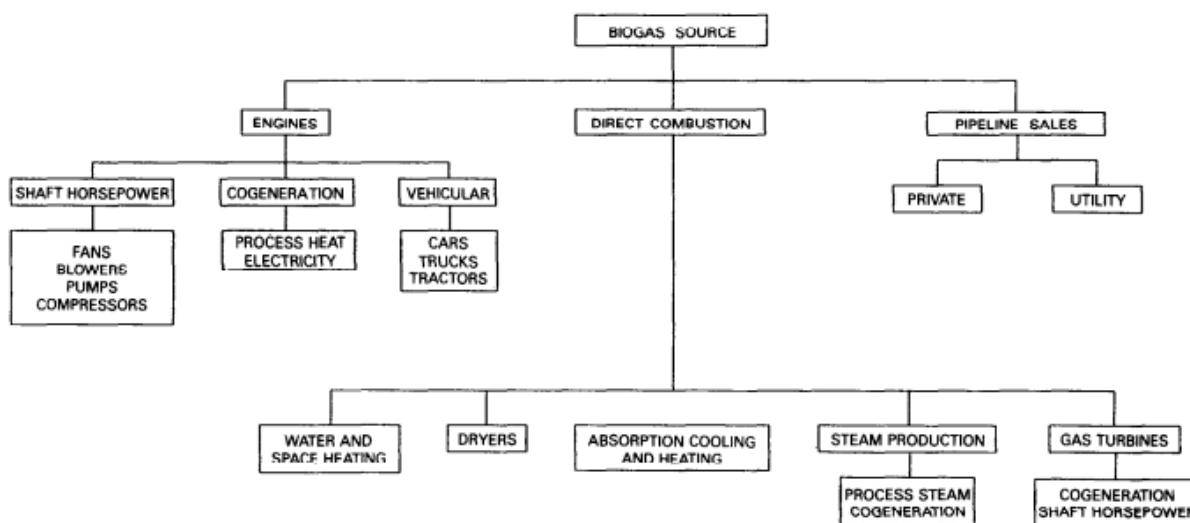 BIOGAS SOURCE
ENGINES
DIRECT COMBUSTION
PIPELINE SALES
SHAFT HORSEPOWER
COGENERATION
VEHICULAR
PRIVATE
UTILITY
FANS
BLOWERS
PUMPS
COMPRESSORS
PROCESS HEAT
ELECTRICITY
CARS
TRUCKS
TRACTORS
WATER AND
SPACE HEATING
DRYERS
ABSORPTION COOLING
AND HEATING
STEAM PRODUCTION
GAS TURBINES
PROCESS STEAM
COGENERATION
COGENERATION
SHAFT HORSEPOWER